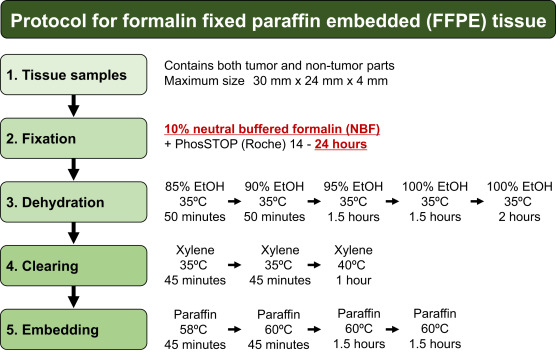 Protocol for formalin fixed paraffin embedded (FFPE) tissue
1. Tissue samples
Contains both tumor and non-tumor parts
Maximum size 30 mm x 24 mm x 4 mm
2. Fixation
10% neutral buffered formalin (NBF)
+ PhosSTOP (Roche) 14 - 24 hours
3. Dehydration
85% EtOH 90% EtOH 95% EtOH 100% EtOH 100% EtOH
35ºC 35ºC 35ºC 35ºC 35ºC
50 minutes 50 minutes 1.5 hours 1.5 hours 2 hours
4. Clearing
Xylene Xylene Xylene
35ºC 35ºC 40ºC
45 minutes 45 minutes 1 hour
5. Embedding
Paraffin Paraffin Paraffin Paraffin
58ºC 60ºC 60ºC 60ºC
45 minutes 45 minutes 1.5 hours 1.5 hours